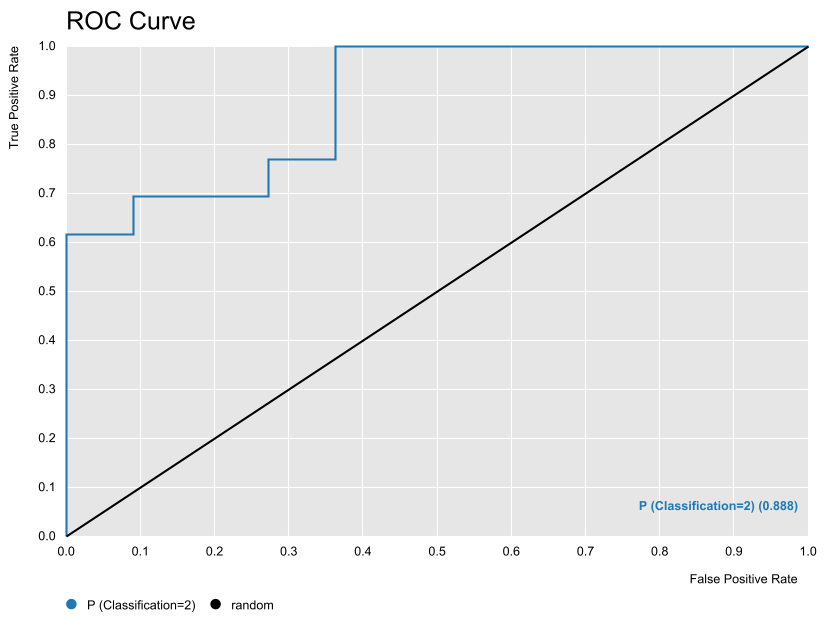 ROC Curve
True Positive Rate
1.0
0.9
0.8
0.7
0.6
0.5
0.4
0.3
0.2
0.1
0.0
P (Classification=2) (0.888)
0.0 0.1 0.2 0.3 0.4 0.5 0.6 0.7 0.8 0.9 1.0
False Positive Rate
P (Classification=2) random